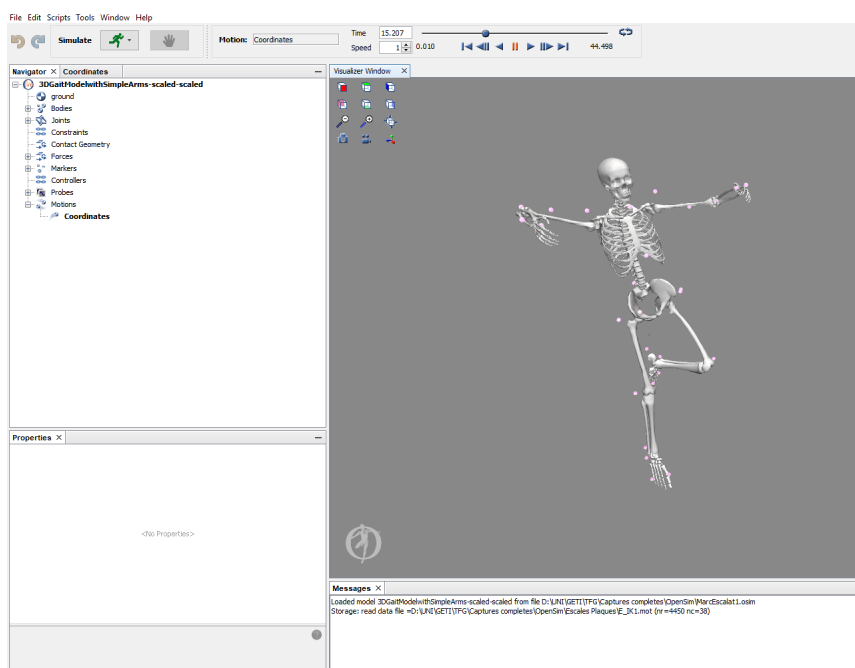 File Edit Scripts Tools Window Help
Simulate
Motion: Coordinates
Time 15.207
Speed 1 0.010 44.498
Navigator × Coordinates
3DGaitModelwithSimpleArms-scaled-scaled
ground
Bodies
Joints
Constraints
Contact Geometry
Forces
Markers
Controllers
Probes
Motions
Coordinates
Visualizer Window ×
Properties ×
<No Properties>
Messages ×
Loaded model 3DGaitModelwithSimpleArms-scaled-scaled from file D:\UNI\GETI\TFG\Captures completes\OpenSim\MarcEscalat1.osim
Storage: read data file =D:\UNI\GETI\TFG\Captures completes\OpenSim\Escales Plaques\E_IK1.mot (nr=4450 nc=38)